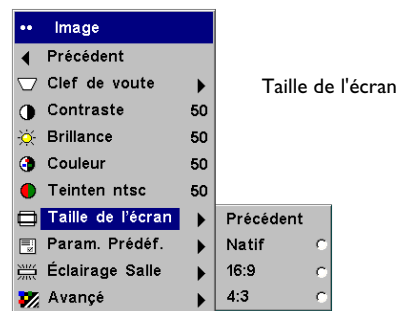 Image
Précédent
Clef de voute
Contraste 50
Brillance 50
Couleur 50
Teinten ntsc 50
Taille de l'écran
Param. Prédéf.
Éclairage Salle
Avançé
Précédent
Natif
16:9
4:3
Taille de l'écran